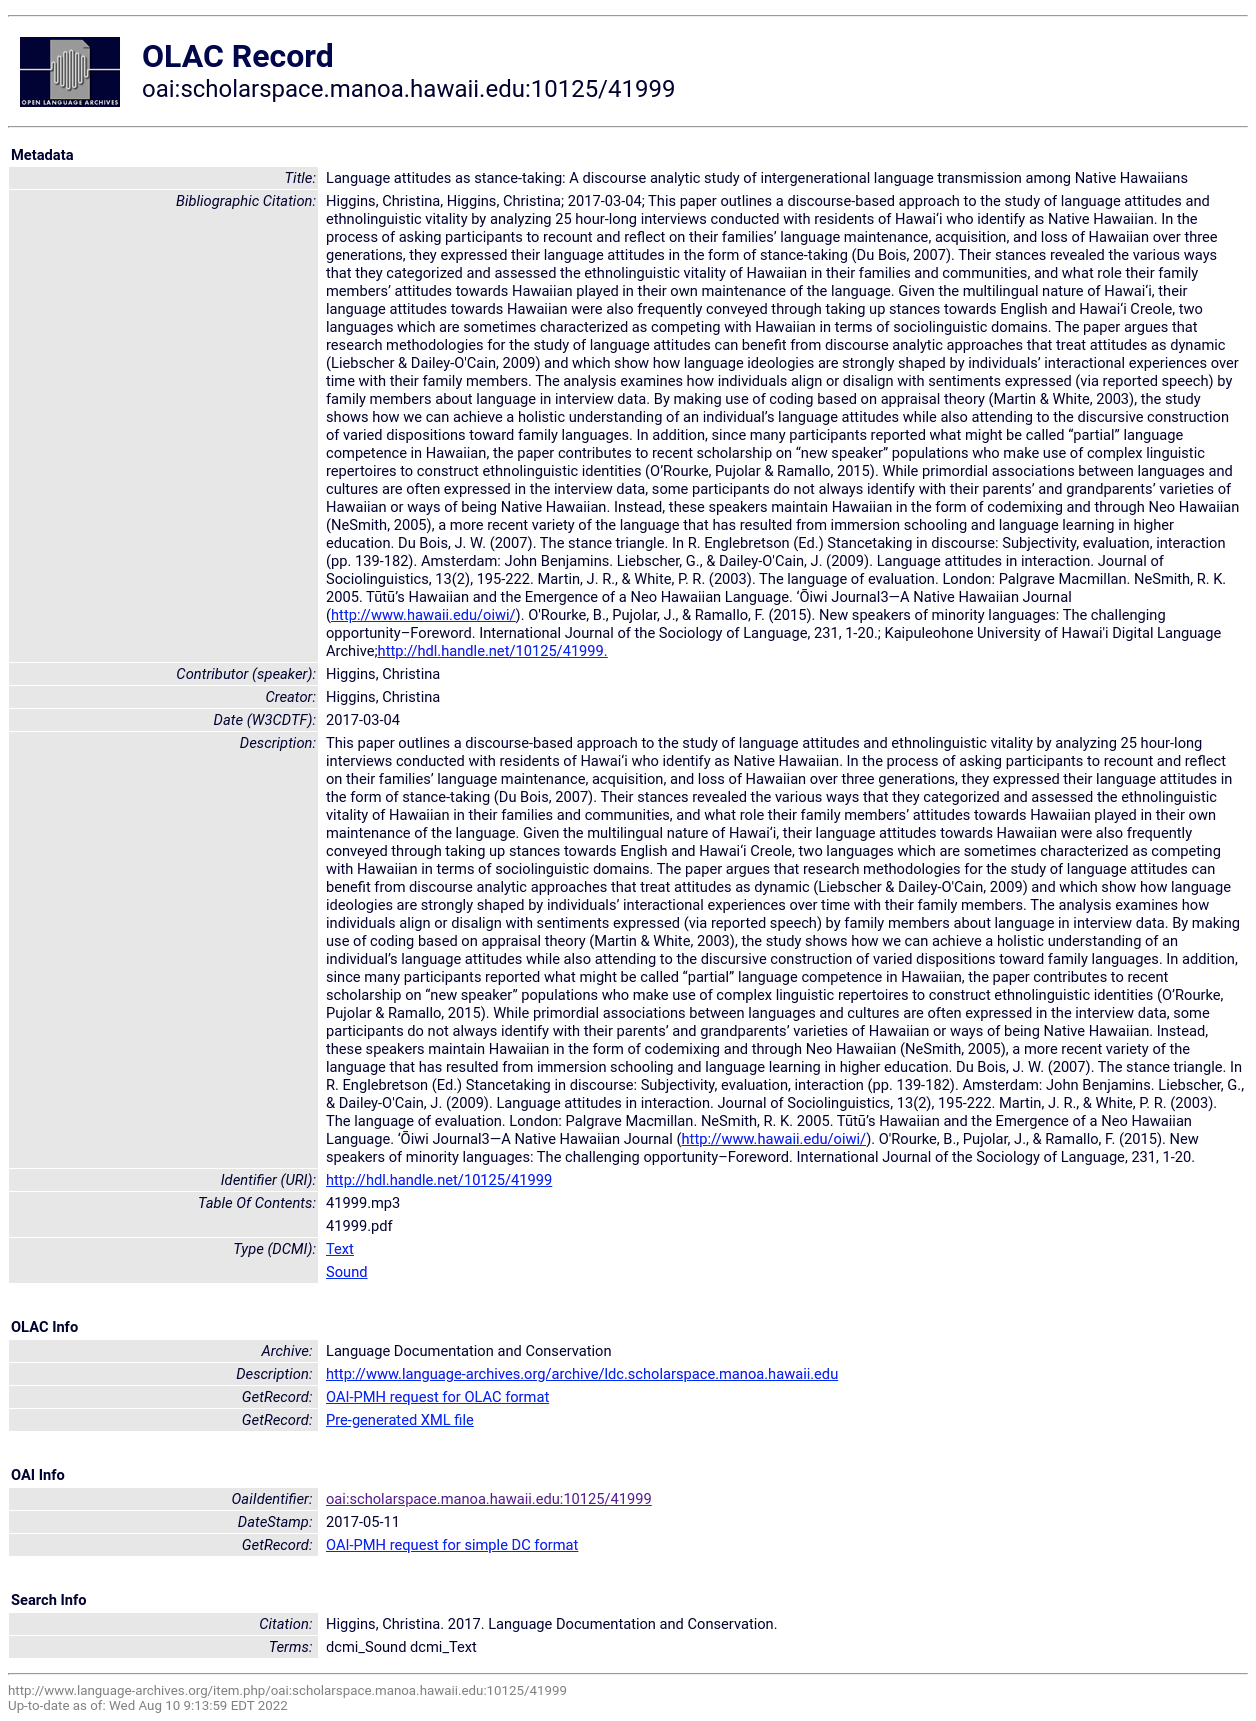 OPEN LANGUAGE ARCHIVES
OLAC Record
oai:scholarspace.manoa.hawaii.edu:10125/41999
Metadata
Title: Language attitudes as stance-taking: A discourse analytic study of intergenerational language transmission among Native Hawaiians
Bibliographic Citation: Higgins, Christina, Higgins, Christina; 2017-03-04; This paper outlines a discourse-based approach to the study of language attitudes and
ethnolinguistic vitality by analyzing 25 hour-long interviews conducted with residents of Hawai‘i who identify as Native Hawaiian. In the
process of asking participants to recount and reflect on their families’ language maintenance, acquisition, and loss of Hawaiian over three
generations, they expressed their language attitudes in the form of stance-taking (Du Bois, 2007). Their stances revealed the various ways
that they categorized and assessed the ethnolinguistic vitality of Hawaiian in their families and communities, and what role their family
members’ attitudes towards Hawaiian played in their own maintenance of the language. Given the multilingual nature of Hawai‘i, their
language attitudes towards Hawaiian were also frequently conveyed through taking up stances towards English and Hawai‘i Creole, two
languages which are sometimes characterized as competing with Hawaiian in terms of sociolinguistic domains. The paper argues that
research methodologies for the study of language attitudes can benefit from discourse analytic approaches that treat attitudes as dynamic
(Liebscher & Dailey-O'Cain, 2009) and which show how language ideologies are strongly shaped by individuals’ interactional experiences over
time with their family members. The analysis examines how individuals align or disalign with sentiments expressed (via reported speech) by
family members about language in interview data. By making use of coding based on appraisal theory (Martin & White, 2003), the study
shows how we can achieve a holistic understanding of an individual’s language attitudes while also attending to the discursive construction
of varied dispositions toward family languages. In addition, since many participants reported what might be called “partial” language
competence in Hawaiian, the paper contributes to recent scholarship on “new speaker” populations who make use of complex linguistic
repertoires to construct ethnolinguistic identities (O’Rourke, Pujolar & Ramallo, 2015). While primordial associations between languages and
cultures are often expressed in the interview data, some participants do not always identify with their parents’ and grandparents’ varieties of
Hawaiian or ways of being Native Hawaiian. Instead, these speakers maintain Hawaiian in the form of codemixing and through Neo Hawaiian
(NeSmith, 2005), a more recent variety of the language that has resulted from immersion schooling and language learning in higher
education. Du Bois, J. W. (2007). The stance triangle. In R. Englebretson (Ed.) Stancetaking in discourse: Subjectivity, evaluation, interaction
(pp. 139-182). Amsterdam: John Benjamins. Liebscher, G., & Dailey-O'Cain, J. (2009). Language attitudes in interaction. Journal of
Sociolinguistics, 13(2), 195-222. Martin, J. R., & White, P. R. (2003). The language of evaluation. London: Palgrave Macmillan. NeSmith, R. K.
2005. Tūtū’s Hawaiian and the Emergence of a Neo Hawaiian Language. ‘Ōiwi Journal3—A Native Hawaiian Journal
(http://www.hawaii.edu/oiwi/). O'Rourke, B., Pujolar, J., & Ramallo, F. (2015). New speakers of minority languages: The challenging
opportunity–Foreword. International Journal of the Sociology of Language, 231, 1-20.; Kaipuleohone University of Hawai'i Digital Language
Archive;http://hdl.handle.net/10125/41999.
Contributor (speaker): Higgins, Christina
Creator: Higgins, Christina
Date (W3CDTF): 2017-03-04
Description: This paper outlines a discourse-based approach to the study of language attitudes and ethnolinguistic vitality by analyzing 25 hour-long
interviews conducted with residents of Hawai‘i who identify as Native Hawaiian. In the process of asking participants to recount and reflect
on their families’ language maintenance, acquisition, and loss of Hawaiian over three generations, they expressed their language attitudes in
the form of stance-taking (Du Bois, 2007). Their stances revealed the various ways that they categorized and assessed the ethnolinguistic
vitality of Hawaiian in their families and communities, and what role their family members’ attitudes towards Hawaiian played in their own
maintenance of the language. Given the multilingual nature of Hawai‘i, their language attitudes towards Hawaiian were also frequently
conveyed through taking up stances towards English and Hawai‘i Creole, two languages which are sometimes characterized as competing
with Hawaiian in terms of sociolinguistic domains. The paper argues that research methodologies for the study of language attitudes can
benefit from discourse analytic approaches that treat attitudes as dynamic (Liebscher & Dailey-O'Cain, 2009) and which show how language
ideologies are strongly shaped by individuals’ interactional experiences over time with their family members. The analysis examines how
individuals align or disalign with sentiments expressed (via reported speech) by family members about language in interview data. By making
use of coding based on appraisal theory (Martin & White, 2003), the study shows how we can achieve a holistic understanding of an
individual’s language attitudes while also attending to the discursive construction of varied dispositions toward family languages. In addition,
since many participants reported what might be called “partial” language competence in Hawaiian, the paper contributes to recent
scholarship on “new speaker” populations who make use of complex linguistic repertoires to construct ethnolinguistic identities (O’Rourke,
Pujolar & Ramallo, 2015). While primordial associations between languages and cultures are often expressed in the interview data, some
participants do not always identify with their parents’ and grandparents’ varieties of Hawaiian or ways of being Native Hawaiian. Instead,
these speakers maintain Hawaiian in the form of codemixing and through Neo Hawaiian (NeSmith, 2005), a more recent variety of the
language that has resulted from immersion schooling and language learning in higher education. Du Bois, J. W. (2007). The stance triangle. In
R. Englebretson (Ed.) Stancetaking in discourse: Subjectivity, evaluation, interaction (pp. 139-182). Amsterdam: John Benjamins. Liebscher, G.,
& Dailey-O'Cain, J. (2009). Language attitudes in interaction. Journal of Sociolinguistics, 13(2), 195-222. Martin, J. R., & White, P. R. (2003).
The language of evaluation. London: Palgrave Macmillan. NeSmith, R. K. 2005. Tūtū’s Hawaiian and the Emergence of a Neo Hawaiian
Language. ‘Ōiwi Journal3—A Native Hawaiian Journal (http://www.hawaii.edu/oiwi/). O'Rourke, B., Pujolar, J., & Ramallo, F. (2015). New
speakers of minority languages: The challenging opportunity–Foreword. International Journal of the Sociology of Language, 231, 1-20.
Identifier (URI): http://hdl.handle.net/10125/41999
Table Of Contents: 41999.mp3
41999.pdf
Type (DCMI): Text
Sound
OLAC Info
Archive: Language Documentation and Conservation
Description: http://www.language-archives.org/archive/ldc.scholarspace.manoa.hawaii.edu
GetRecord: OAI-PMH request for OLAC format
GetRecord: Pre-generated XML file
OAI Info
OaiIdentifier: oai:scholarspace.manoa.hawaii.edu:10125/41999
DateStamp: 2017-05-11
GetRecord: OAI-PMH request for simple DC format
Search Info
Citation: Higgins, Christina. 2017. Language Documentation and Conservation.
Terms: dcmi_Sound dcmi_Text
http://www.language-archives.org/item.php/oai:scholarspace.manoa.hawaii.edu:10125/41999
Up-to-date as of: Wed Aug 10 9:13:59 EDT 2022